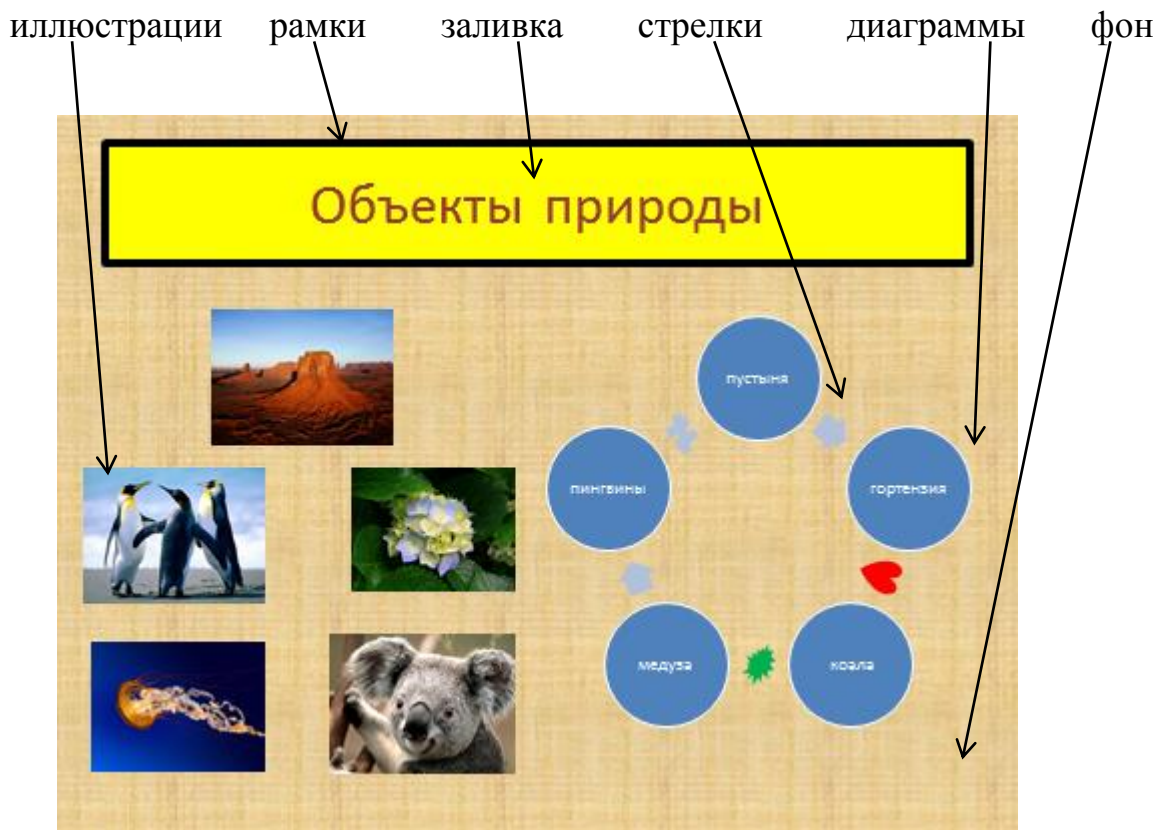 иллюстрации рамки заливка стрелки диаграммы фон
Объекты природы
пустыня
пингвины
гортензия
медуза
коала